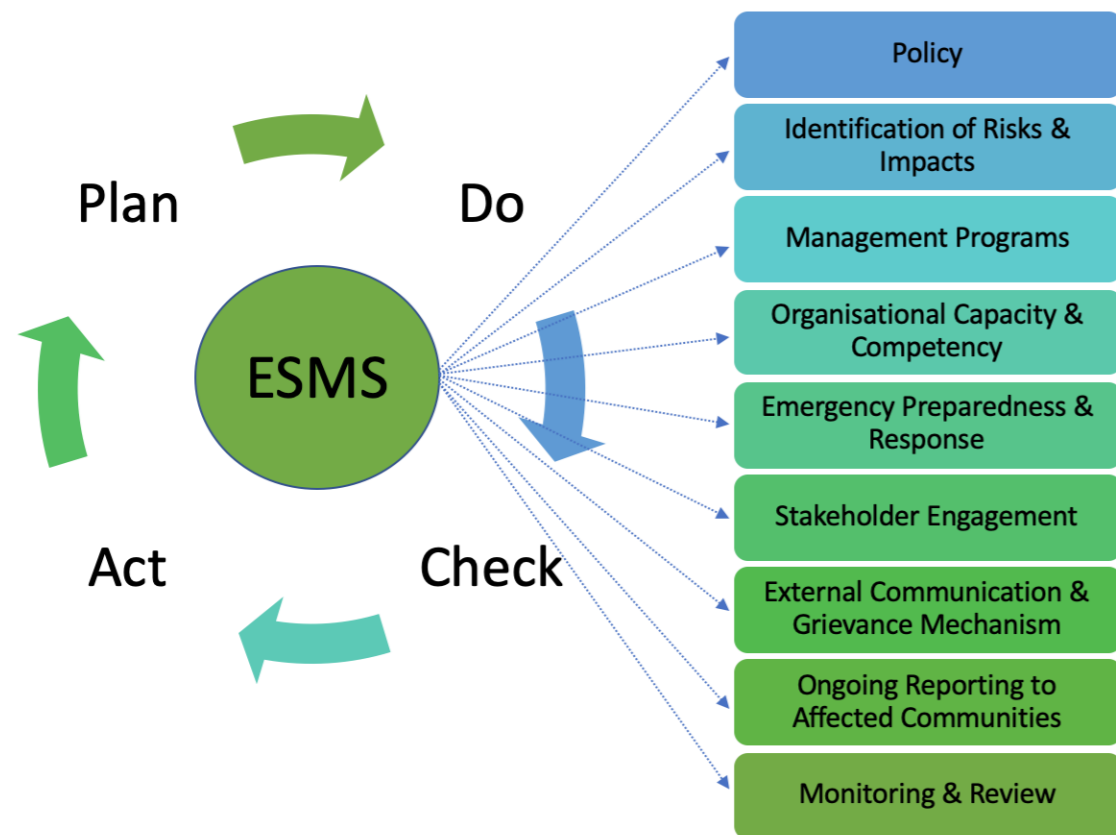 Plan
Do
ESMS
Act
Check
Policy
Identification of Risks &
Impacts
Management Programs
Organisational Capacity &
Competency
Emergency Preparedness &
Response
Stakeholder Engagement
External Communication &
Grievance Mechanism
Ongoing Reporting to
Affected Communities
Monitoring & Review